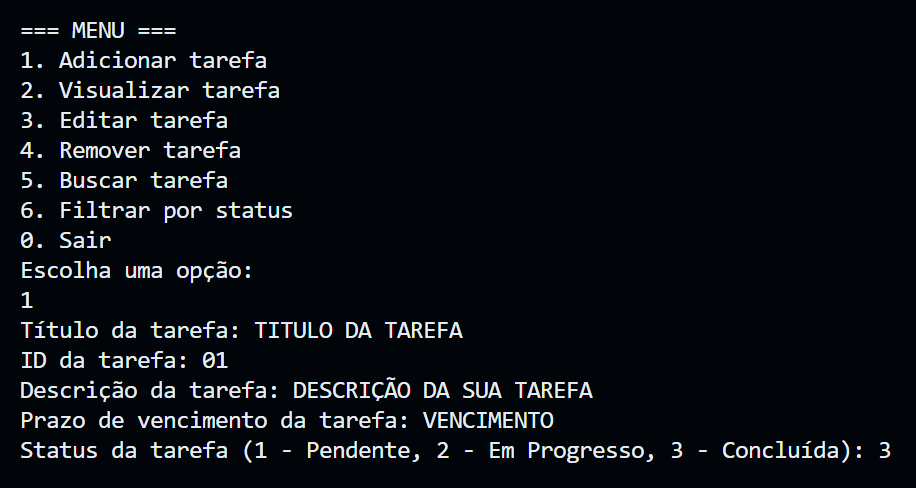 === MENU ===
1. Adicionar tarefa
2. Visualizar tarefa
3. Editar tarefa
4. Remover tarefa
5. Buscar tarefa
6. Filtrar por status
0. Sair
Escolha uma opção:
1
Título da tarefa: TITULO DA TAREFA
ID da tarefa: 01
Descrição da tarefa: DESCRIÇÃO DA SUA TAREFA
Prazo de vencimento da tarefa: VENCIMENTO
Status da tarefa (1 - Pendente, 2 - Em Progresso, 3 - Concluída): 3